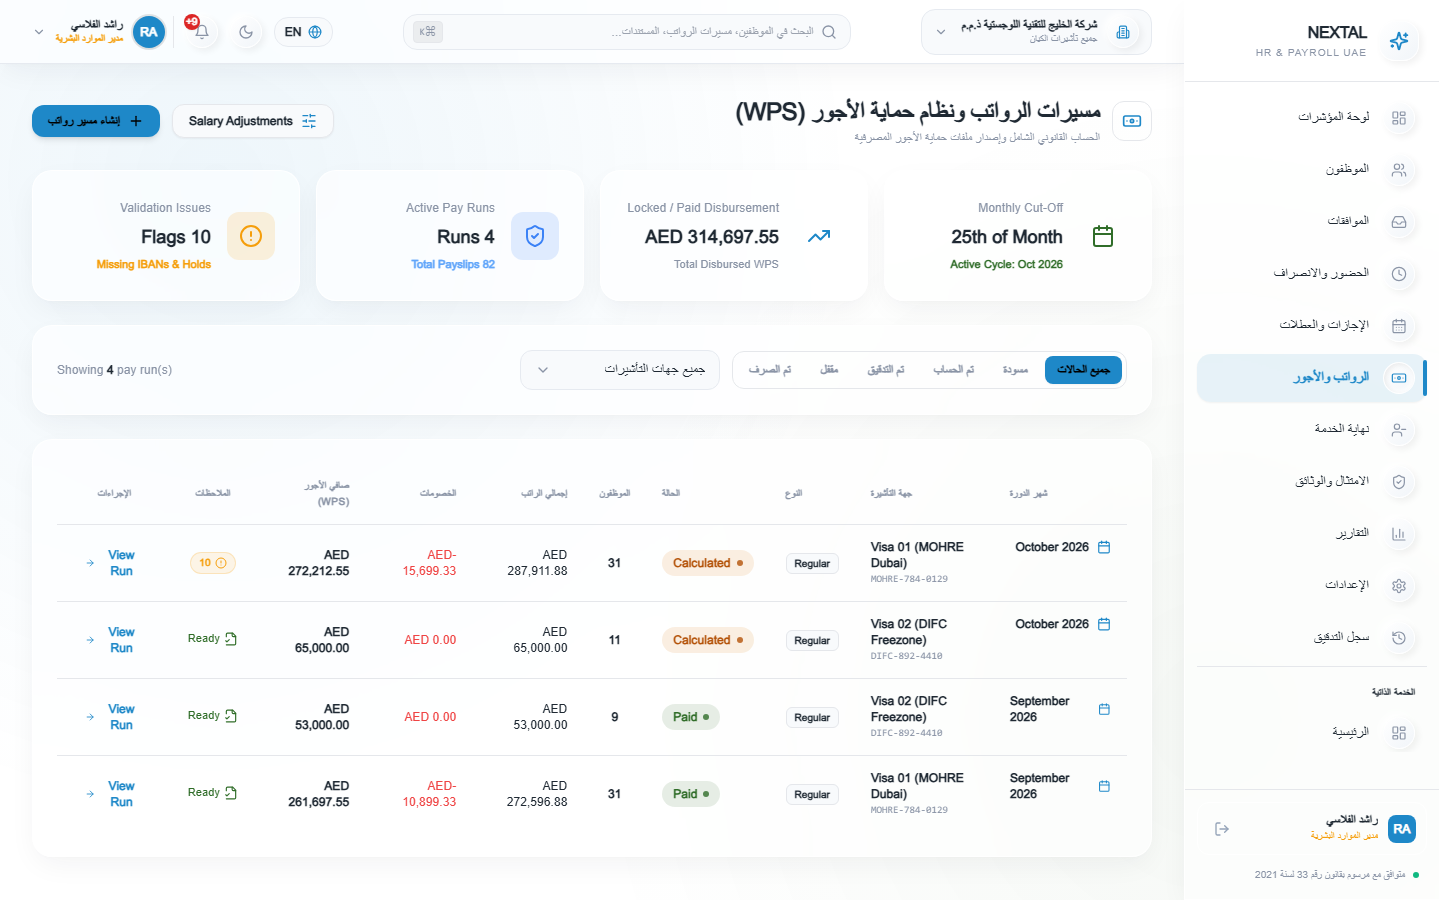 NEXTAL
HR & PAYROLL UAE
شركة الخليج للتقنية اللوجستية ذ.م.م
جميع تأشيرات الكيان
البحث في الموظفين، مسيرات الرواتب، المستندات...
K⌘
EN
+9
RA
راشد الفلاسي
مدير الموارد البشرية
لوحة المؤشرات
الموظفون
الموافقات
الحضور والانصراف
الإجازات والعطلات
الرواتب والأجور
نهاية الخدمة
الامتثال والوثائق
التقارير
الإعدادات
سجل التدقيق
الخدمة الذاتية
الرئيسية
RA
راشد الفلاسي
مدير الموارد البشرية
متوافق مع مرسوم بقانون رقم 33 لسنة 2021
مسيرات الرواتب ونظام حماية الأجور (WPS)
الحساب القانوني الشامل وإصدار ملفات حماية الأجور المصرفية
Salary Adjustments
إنشاء مسير رواتب
Monthly Cut-Off
25th of Month
Active Cycle: Oct 2026
Locked / Paid Disbursement
AED 314,697.55
Total Disbursed WPS
Active Pay Runs
Runs 4
Total Payslips 82
Validation Issues
Flags 10
Missing IBANs & Holds
جميع الحالات
مسودة
تم الحساب
تم التدقيق
مقفل
تم الصرف
جميع جهات التأشيرات
Showing 4 pay run(s)
شهر الدورة
جهة التأشيرة
النوع
الحالة
الموظفون
إجمالي الراتب
الخصومات
صافي الأجور
(WPS)
الملاحظات
الإجراءات
October 2026
Visa 01 (MOHRE
Dubai)
MOHRE-784-0129
Regular
Calculated
31
AED
287,911.88
AED-
15,699.33
AED
272,212.55
10
View
Run
October 2026
Visa 02 (DIFC
Freezone)
DIFC-892-4410
Regular
Calculated
11
AED
65,000.00
AED 0.00
AED
65,000.00
Ready
View
Run
September
2026
Visa 02 (DIFC
Freezone)
DIFC-892-4410
Regular
Paid
9
AED
53,000.00
AED 0.00
AED
53,000.00
Ready
View
Run
September
2026
Visa 01 (MOHRE
Dubai)
MOHRE-784-0129
Regular
Paid
31
AED
272,596.88
AED-
10,899.33
AED
261,697.55
Ready
View
Run